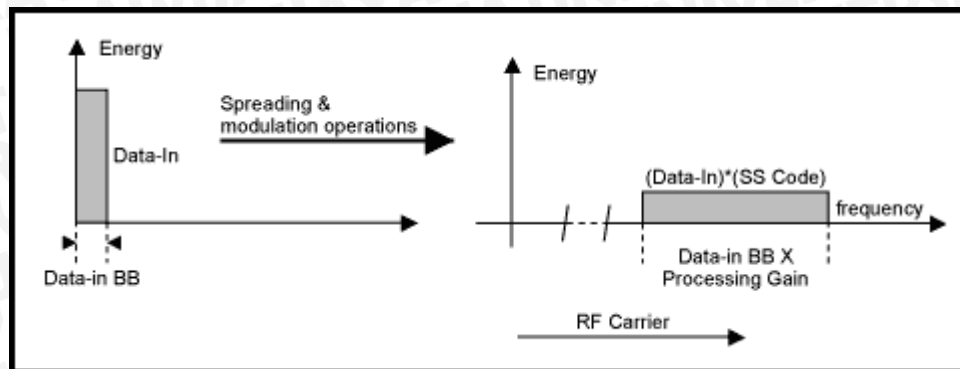 Energy
Data-In
Data-in BB
Spreading &
modulation operations
Energy
(Data-In)*(SS Code)
frequency
Data-in BB X
Processing Gain
RF Carrier